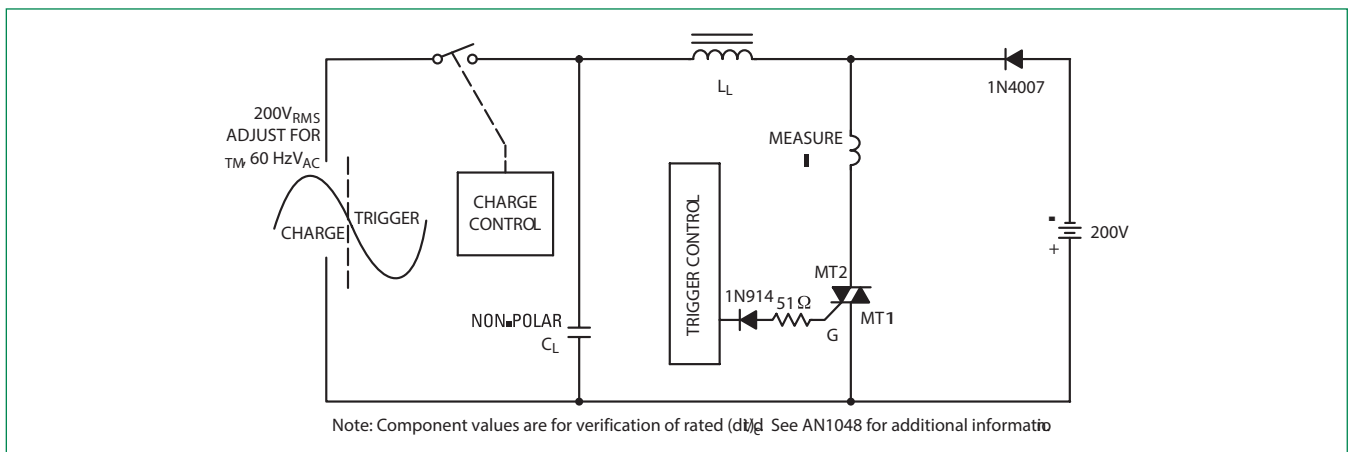 200VRMS
ADJUST FOR
TM, 60 HzVAC
CHARGE
TRIGGER
CHARGE
CONTROL
NON-POLAR
CL
LL
MEASURE
I
TRIGGER CONTROL
1N914
51 Ω
G
MT2
MT1
1N4007
-
+
200V
Note: Component values are for verification of rated (di/dt)c. See AN1048 for additional informatio